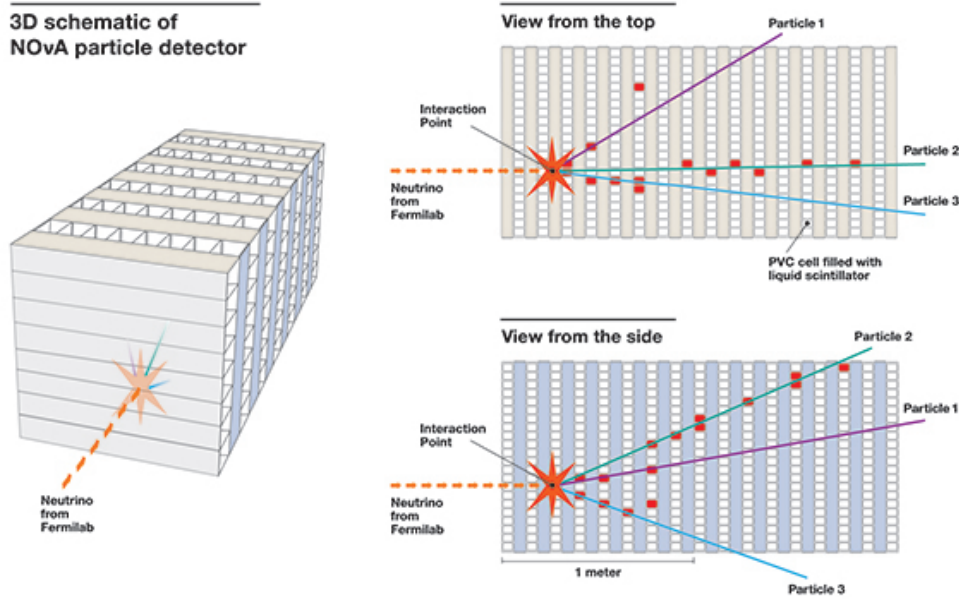 3D schematic of
NOvA particle detector
Neutrino
from
Fermilab
View from the top
Particle 1
Interaction
Point
Particle 2
Neutrino
from
Fermilab
Particle 3
PVC cell filled with
liquid scintillator
View from the side
Particle 2
Particle 1
Interaction
Point
Neutrino
from
Fermilab
1 meter
Particle 3